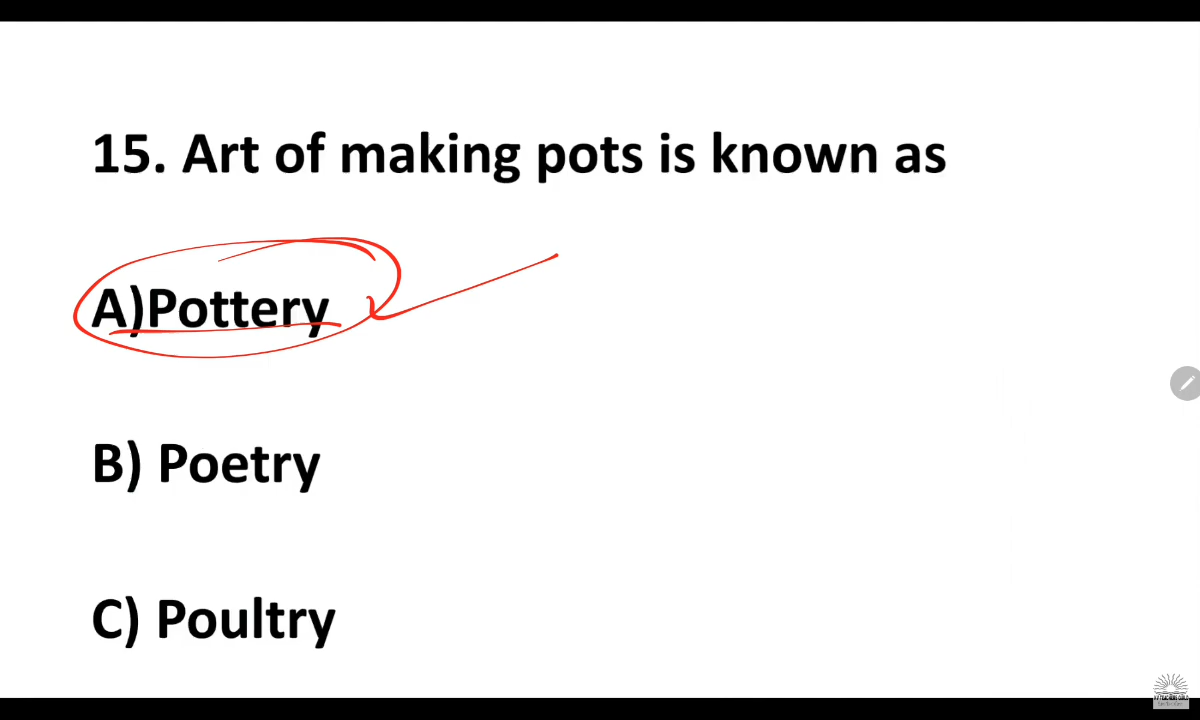 15. Art of making pots is known as
A)Pottery
B) Poetry
C) Poultry